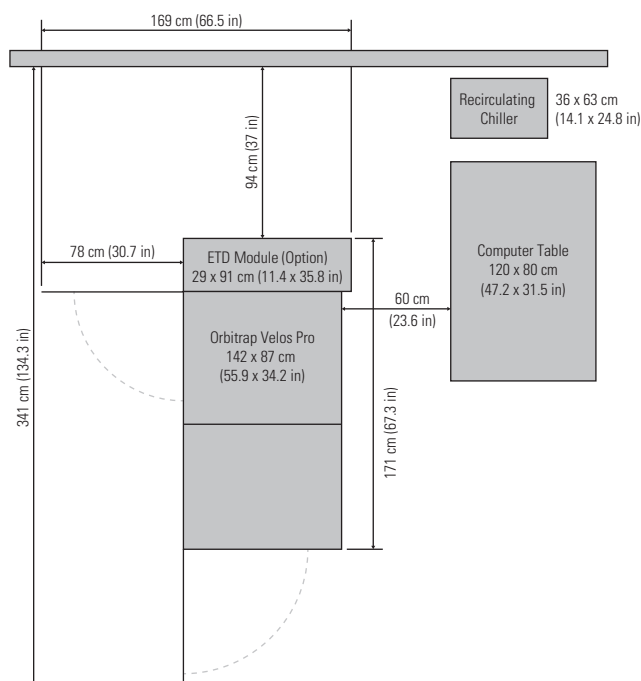 169 cm (66.5 in)
Recirculating
Chiller
36 x 63 cm
(14.1 x 24.8 in)
94 cm (37 in)
78 cm (30.7 in)
ETD Module (Option)
29 x 91 cm (11.4 x 35.8 in)
Computer Table
120 x 80 cm
(47.2 x 31.5 in)
60 cm
(23.6 in)
Orbitrap Velos Pro
142 x 87 cm
(55.9 x 34.2 in)
341 cm (134.3 in)
171 cm (67.3 in)